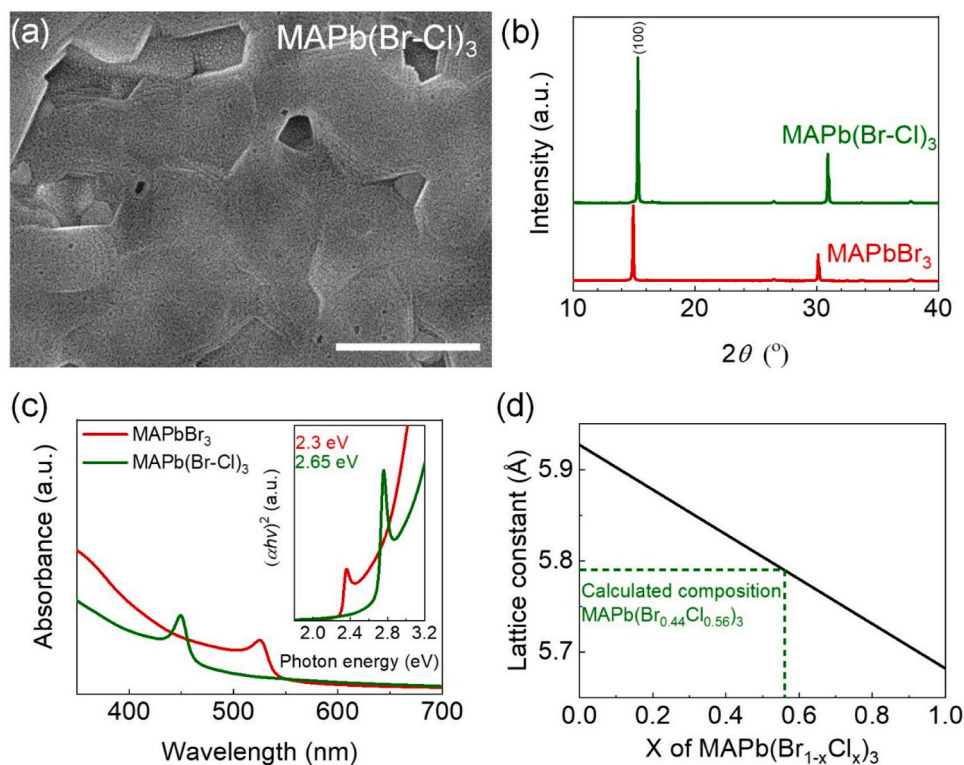 (a)
MAPb(Br-Cl)3
(b)
Intensity (a.u.)
(100)
MAPb(Br-Cl)3
MAPbBr3
10 20 30 40
2θ (°)
(c)
Absorbance (a.u.)
MAPbBr3
MAPb(Br-Cl)3
2.3 eV
2.65 eV
(αhν)2 (a.u.)
2.0 2.4 2.8 3.2
Photon energy (eV)
400 500 600 700
Wavelength (nm)
(d)
Lattice constant (Å)
5.9
5.8
5.7
Calculated composition
MAPb(Br0.44Cl0.56)3
0.0 0.2 0.4 0.6 0.8 1.0
X of MAPb(Br1-xClx)3